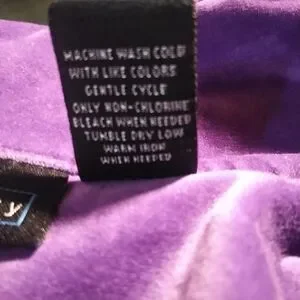 MACHINE WASH COLD
WITH LIKE COLORS
GENTLE CYCLE
ONLY NON-CHLORINE
BLEACH WHEN NEEDED
TUMBLE DRY LOW
WARM IRON
WHEN NEEDED
y